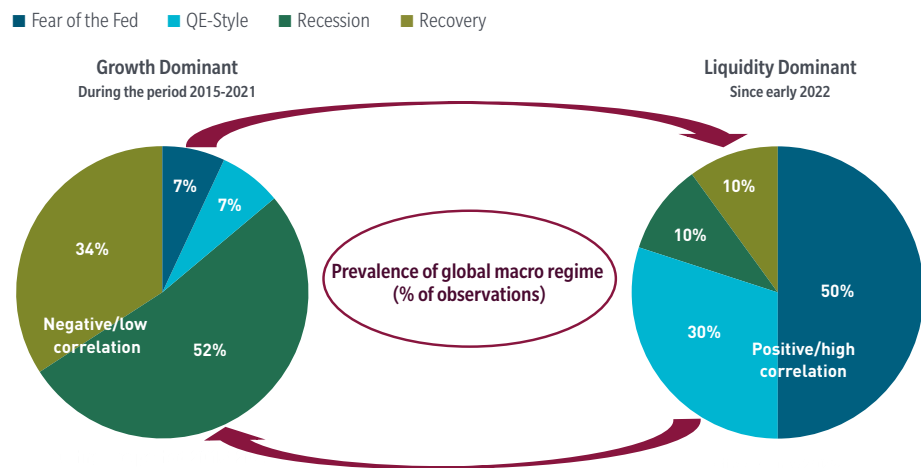 Fear of the Fed QE-Style Recession Recovery
Growth Dominant
During the period 2015-2021
Liquidity Dominant
Since early 2022
7%
7%
34%
Negative/low
correlation
52%
Prevalence of global macro regime
(% of observations)
10%
10%
50%
30%
Positive/high
correlation